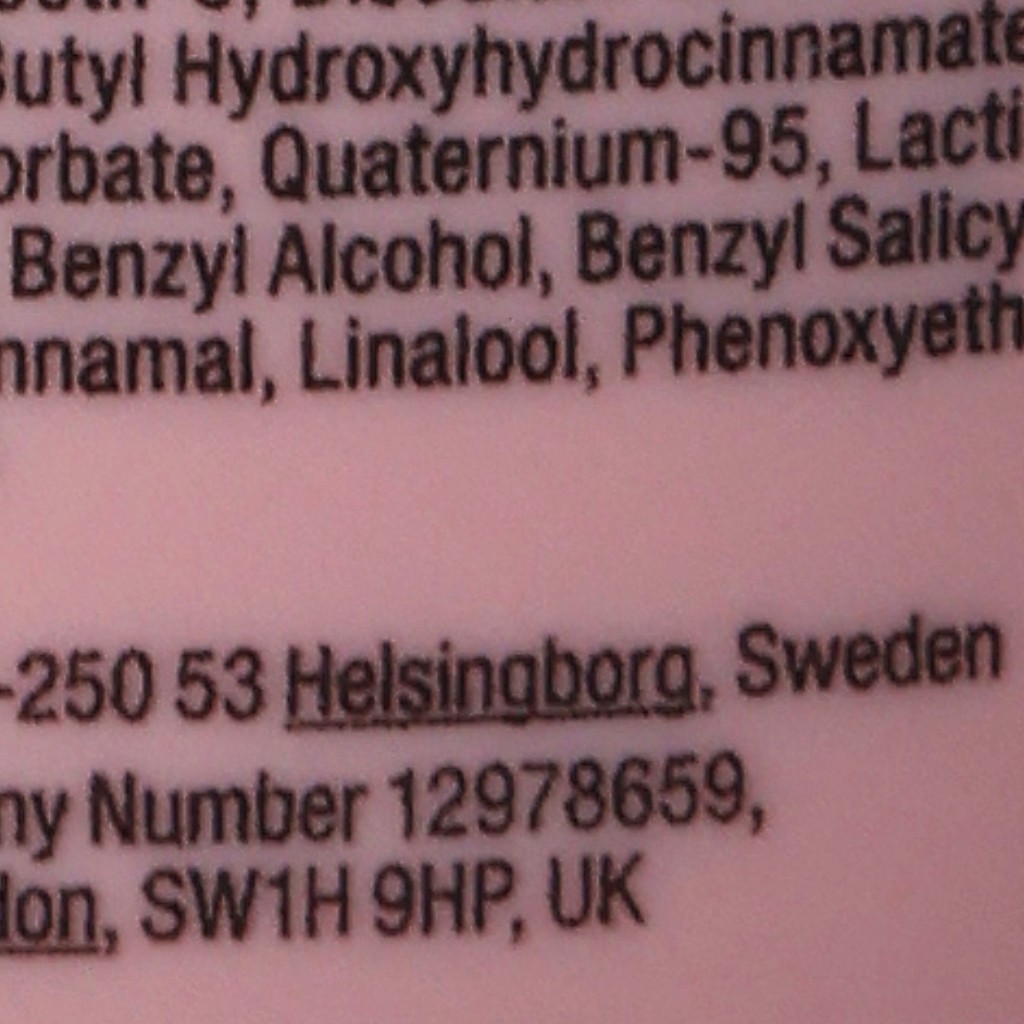 Butyl Hydroxyhydrocinnamate
orbate, Quaternium-95, Lacti
Benzyl Alcohol, Benzyl Salicy
nnamal, Linalool, Phenoxyeth
-250 53 Helsingborg, Sweden
ny Number 12978659,
don, SW1H 9HP, UK